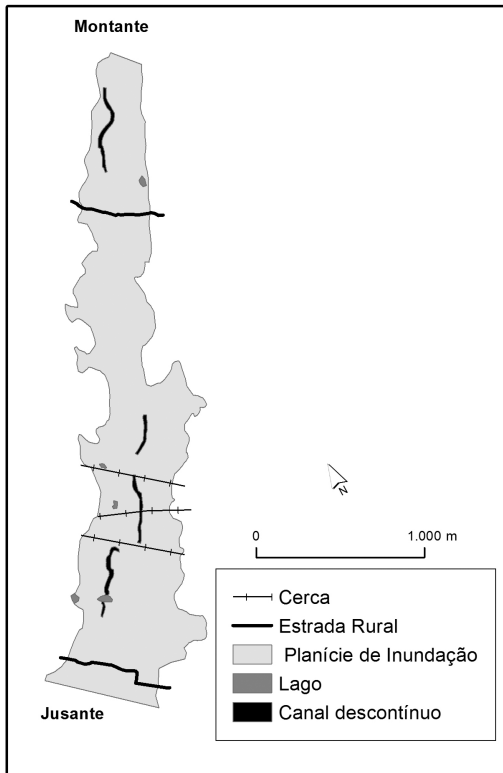 Montante
N
0 1.000 m
Cerca
Estrada Rural
Planície de Inundação
Lago
Canal descontínuo
Jusante